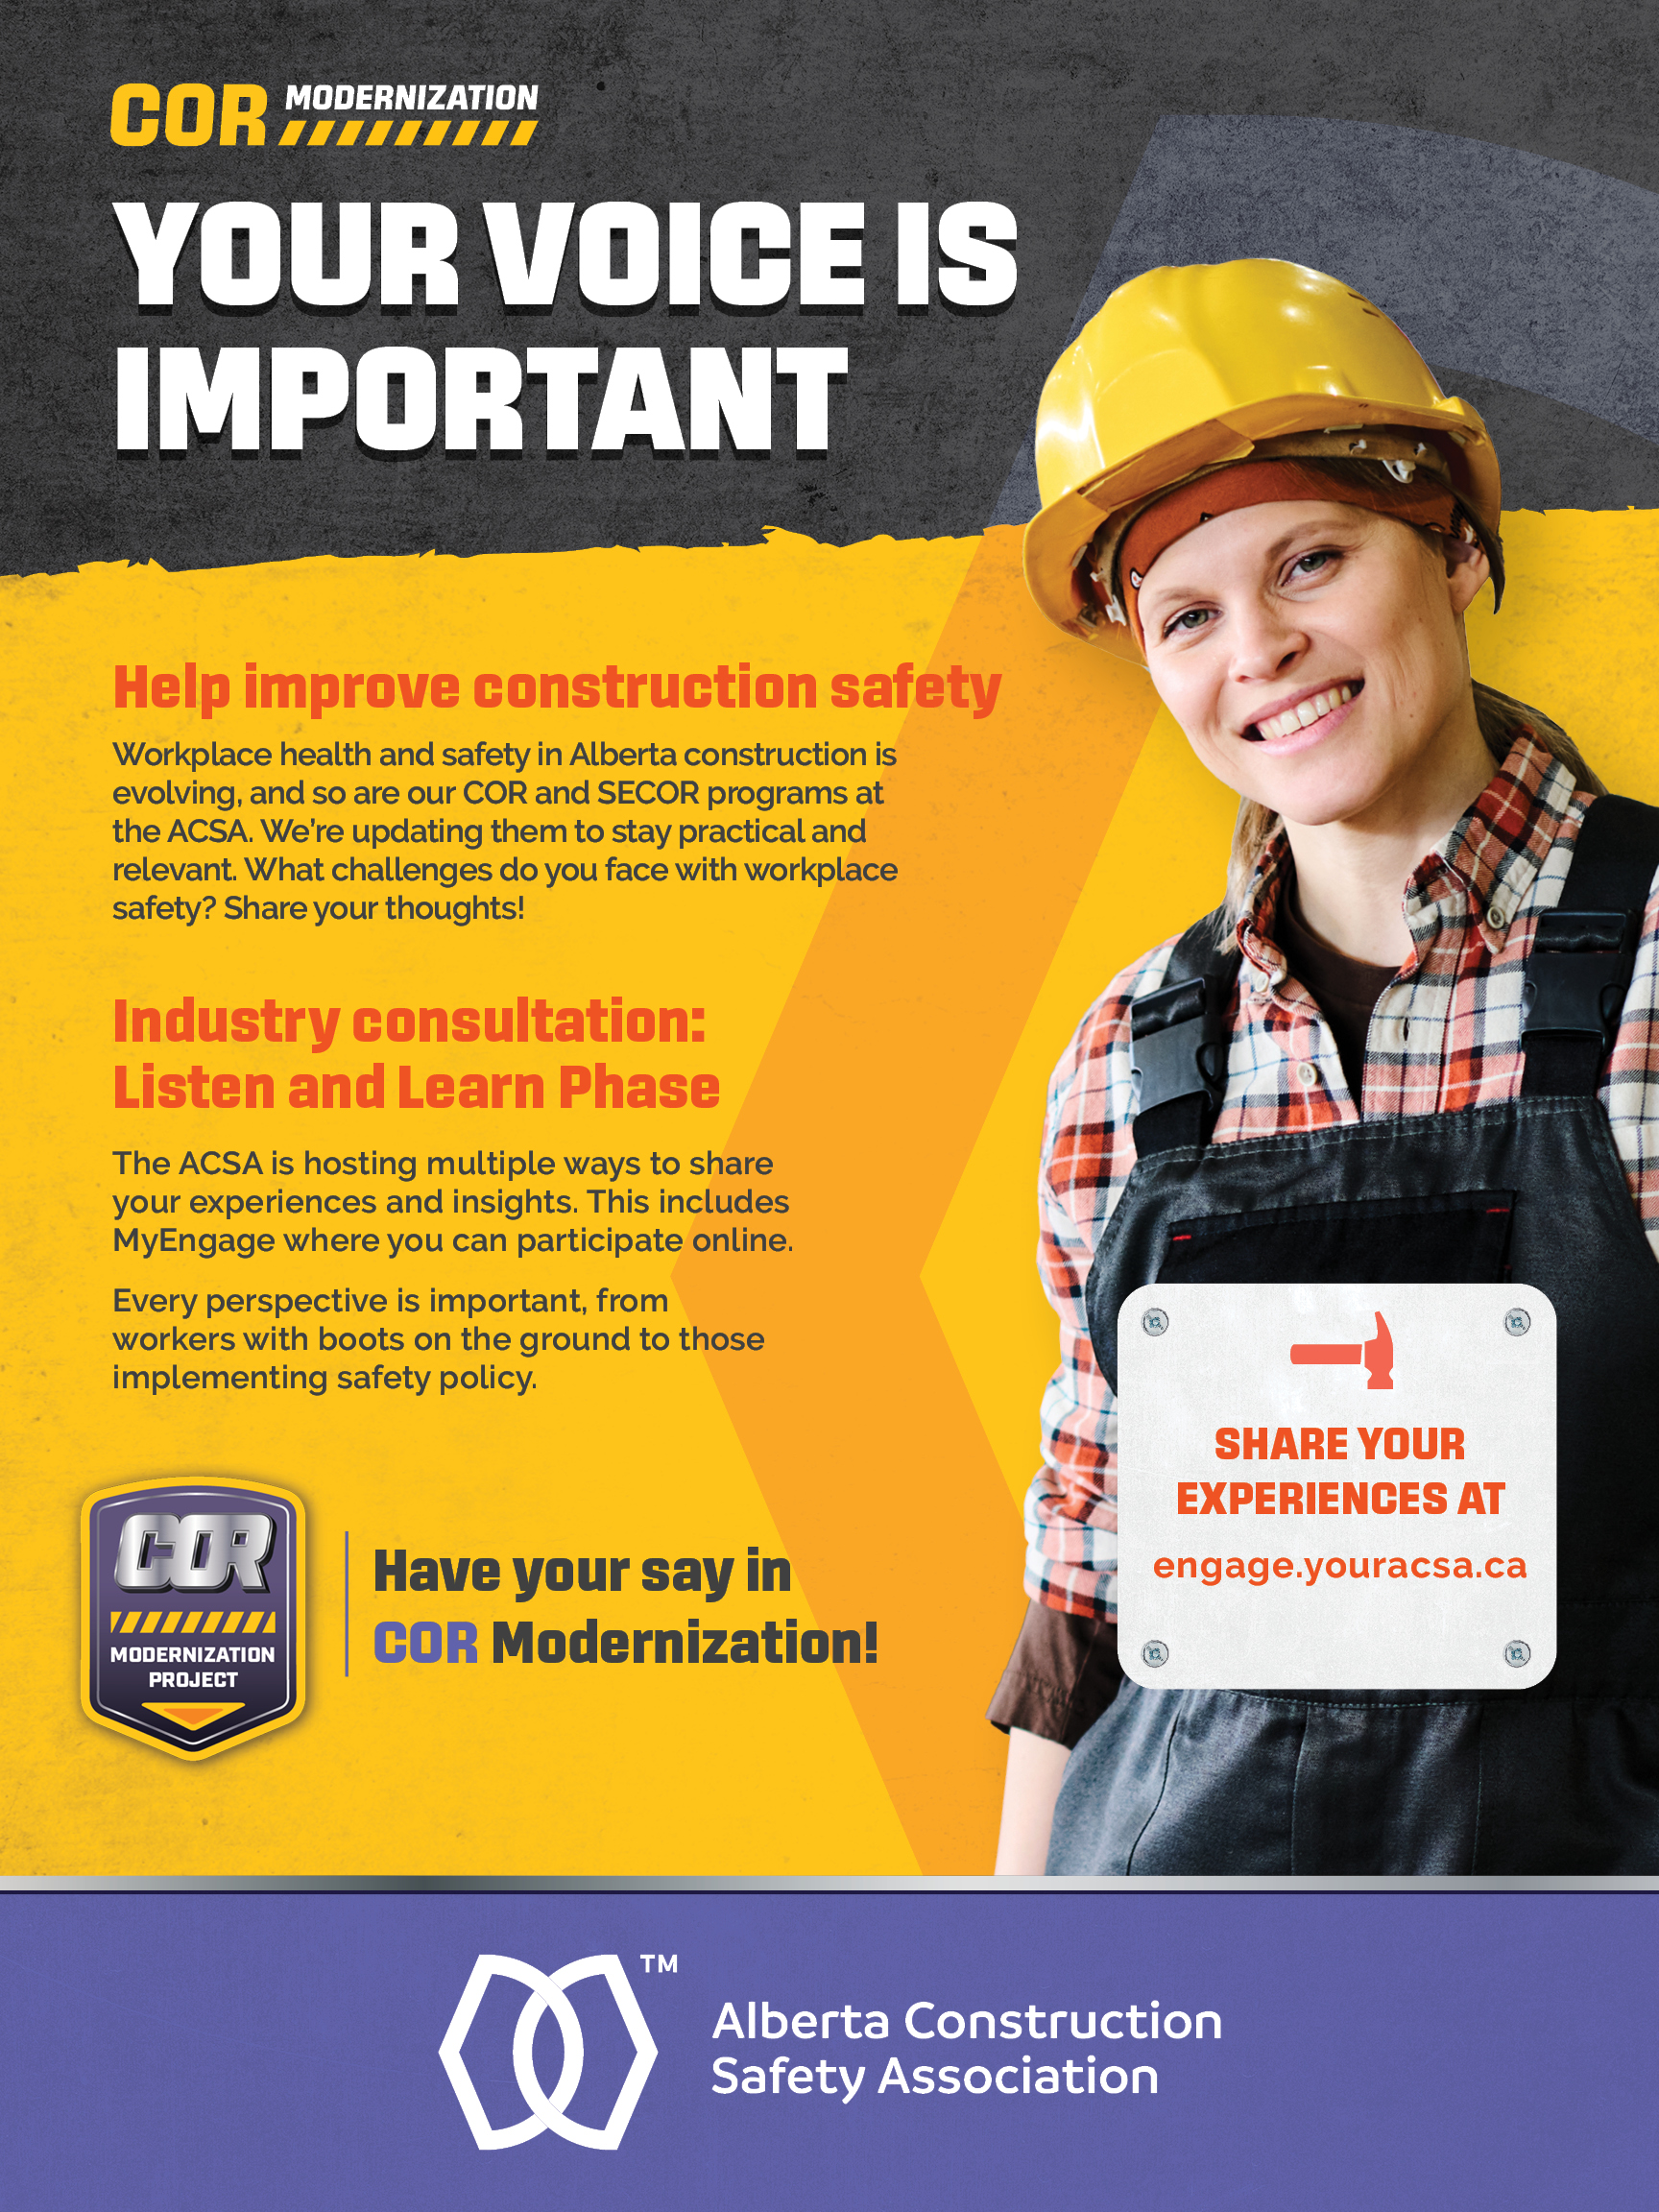 COR MODERNIZATION
YOUR VOICE IS
IMPORTANT
Help improve construction safety
Workplace health and safety in Alberta construction is
evolving, and so are our COR and SECOR programs at
the ACSA. We're updating them to stay practical and
relevant. What challenges do you face with workplace
safety? Share your thoughts!
Industry consultation:
Listen and Learn Phase
The ACSA is hosting multiple ways to share
your experiences and insights. This includes
MyEngage where you can participate online.
Every perspective is important, from
workers with boots on the ground to those
implementing safety policy.
SHARE YOUR
EXPERIENCES AT
engage.youracsa.ca
COR
MODERNIZATION
PROJECT
Have your say in
COR Modernization!
TM
Alberta Construction
Safety Association